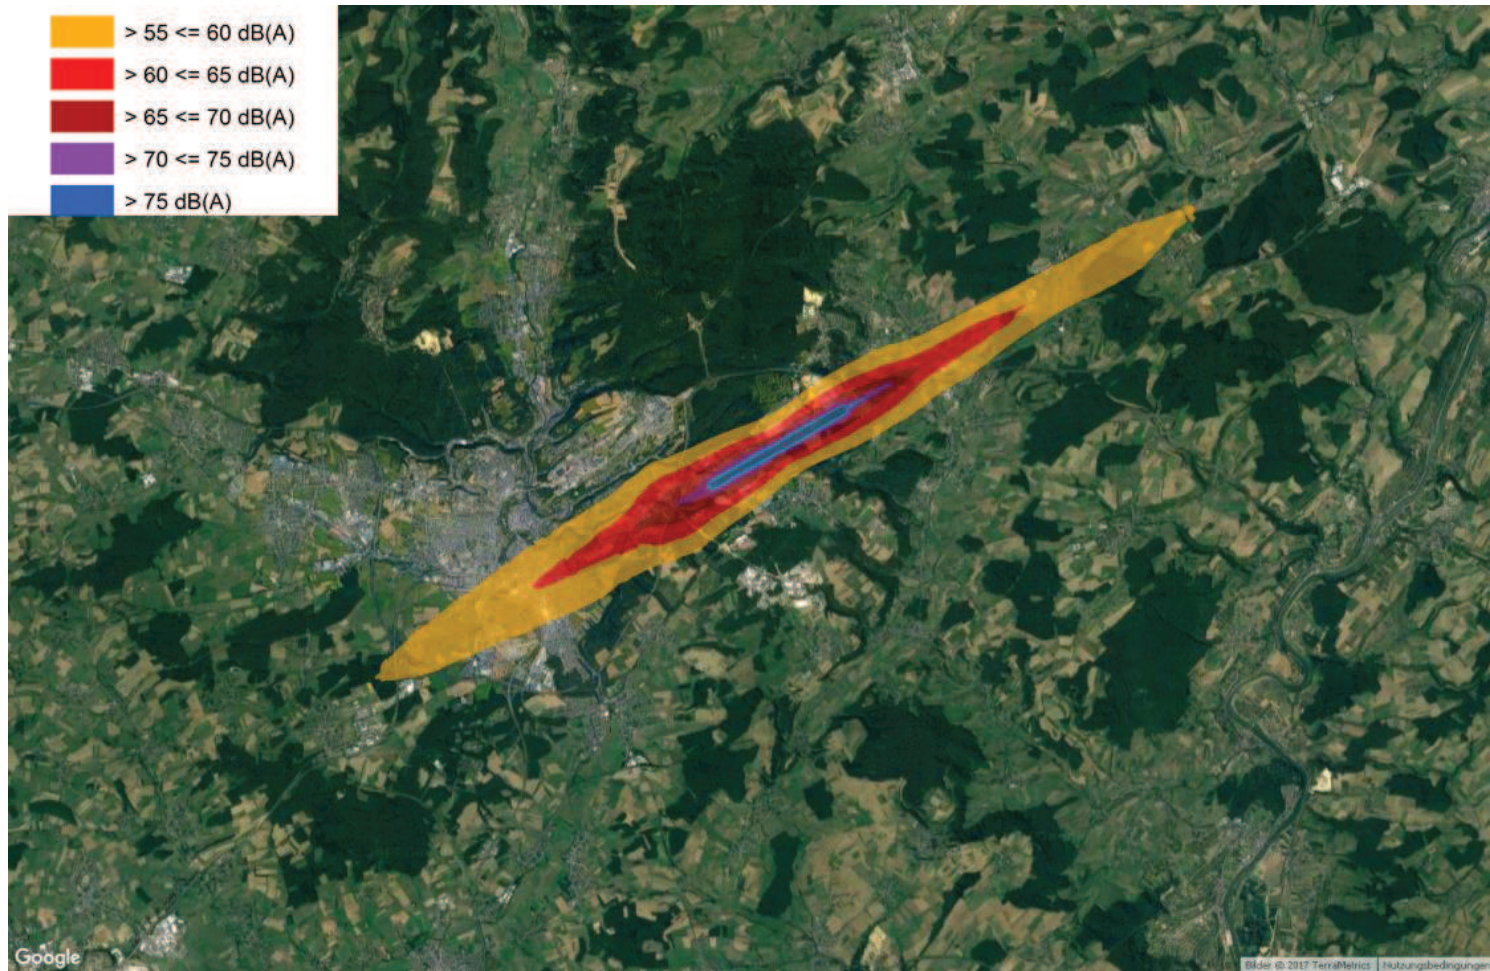 > 55 <= 60 dB(A)
> 60 <= 65 dB(A)
> 65 <= 70 dB(A)
> 70 <= 75 dB(A)
> 75 dB(A)
Google
Bilder © 2017 TerraMetrics Nutzungsbedingungen